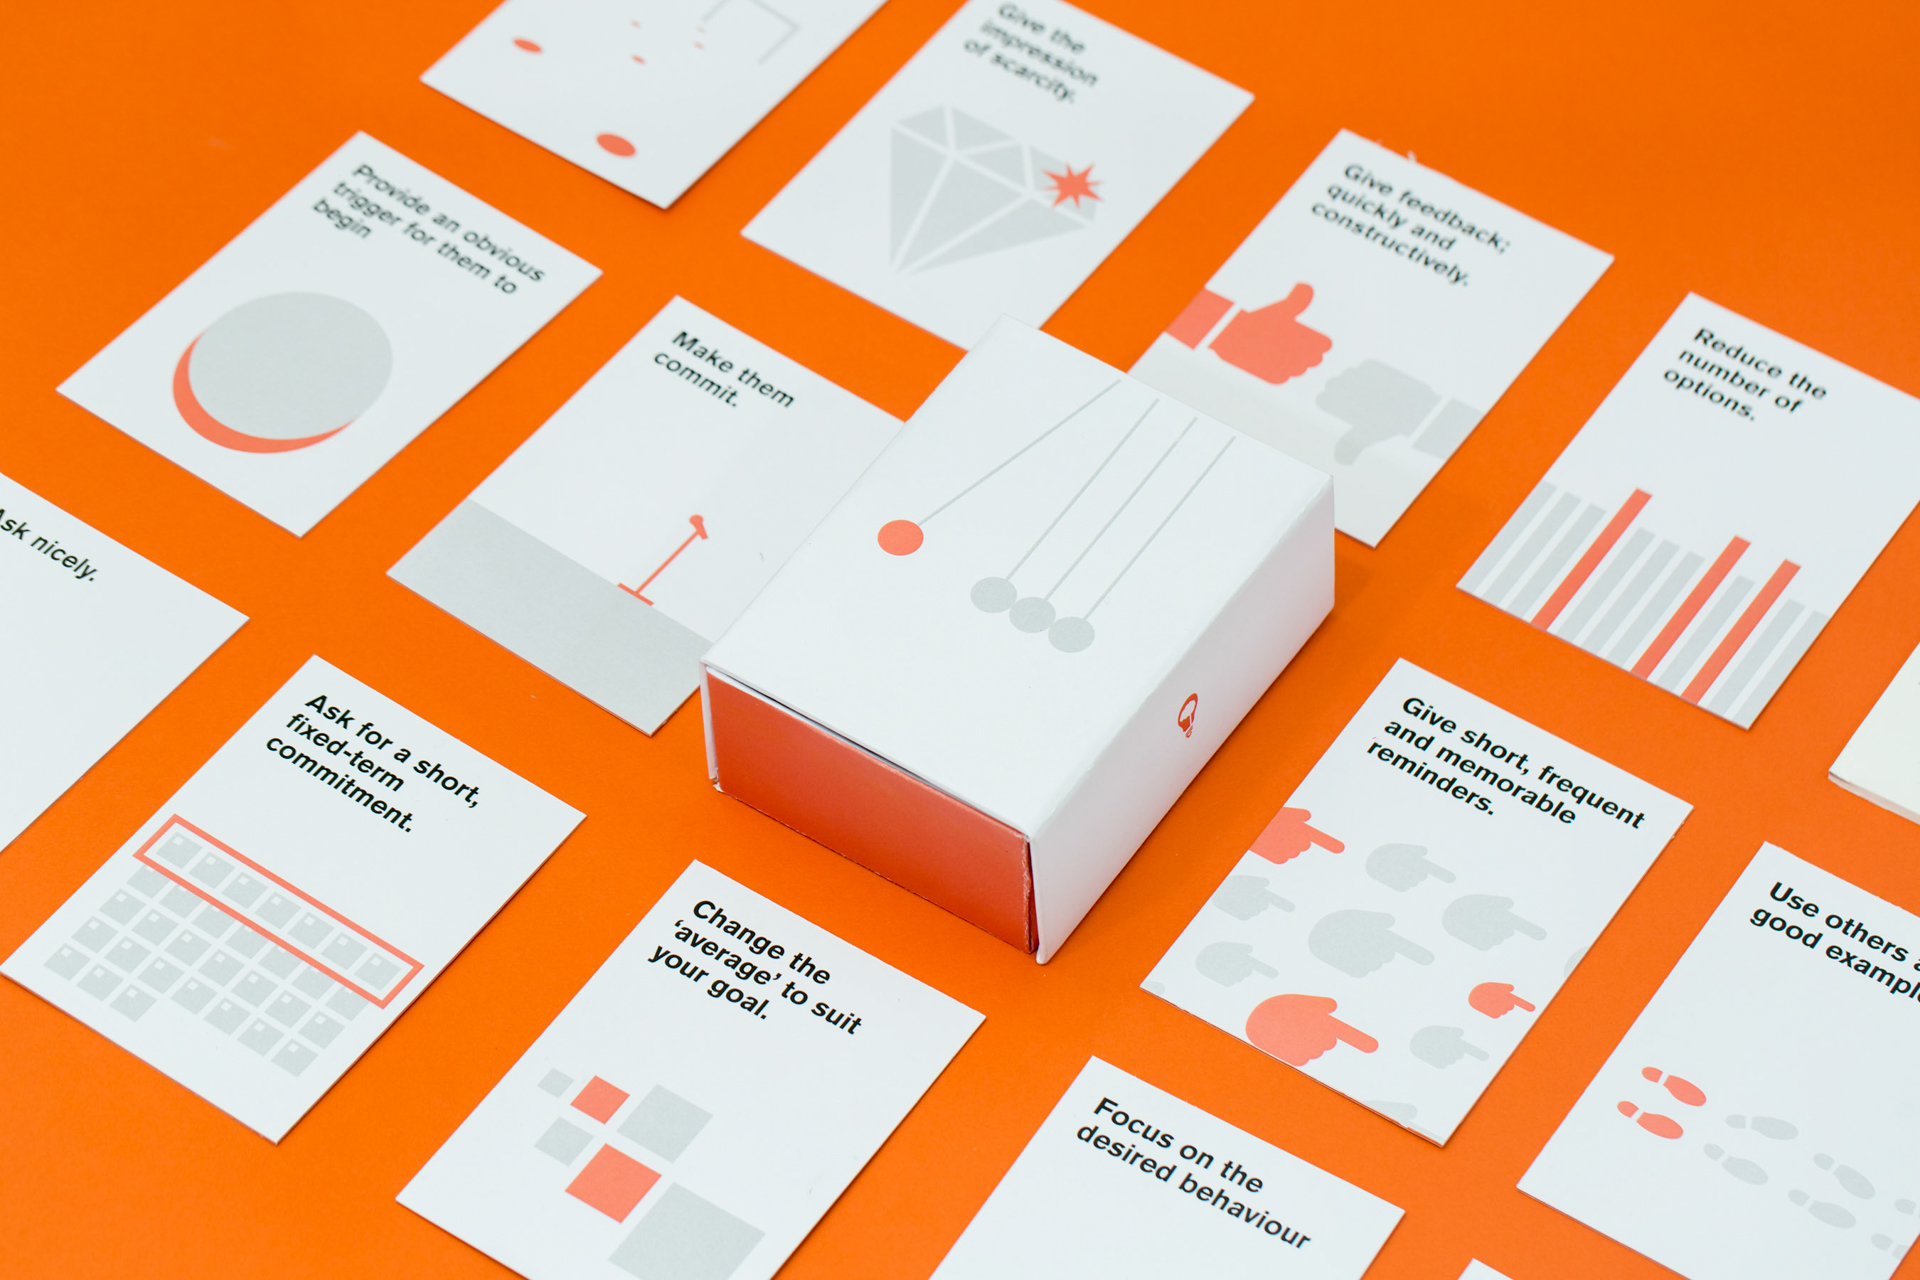 Give the
impression
of scarcity.
Provide an obvious
trigger for them to
begin
Give feedback;
quickly and
constructively.
Make them
commit.
Reduce the
number of
options.
Ask nicely.
Ask for a short,
fixed-term
commitment.
Give short, frequent
and memorable
reminders.
Change the
‘average’ to suit
your goal.
Use others
good
Focus on the
desired behaviour